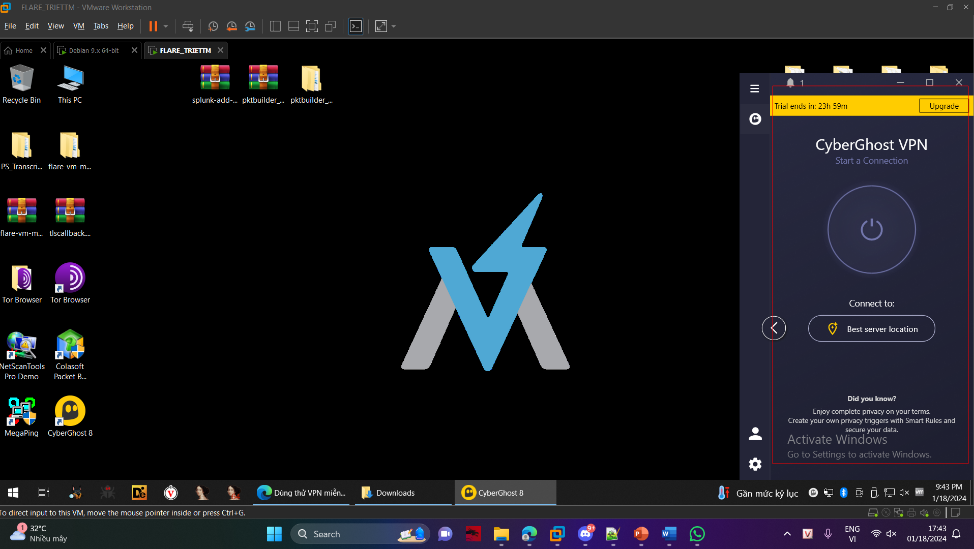 FLARE_TRIETTM - VMware Workstation
File Edit View VM Tabs Help
Home
Debian 9.x 64-bit
FLARE_TRIETTM
Recycle Bin
This PC
splunk-add-...
pktbuilder_...
pktbuilder_...
PS_Transcri...
flare-vm-m...
flare-vm-m...
tlscallback....
Tor Browser
Tor Browser
NetScanTools
Pro Demo
Colasoft
Packet B...
MegaPing
CyberGhost 8
1
Trial ends in: 23h 59m
Upgrade
CyberGhost VPN
Start a Connection
Connect to:
Best server location
Did you know?
Enjoy complete privacy on your terms.
Create your own privacy triggers with Smart Rules and
secure your data.
Activate Windows
Go to Settings to activate Windows.
Dùng thử VPN miễn...
Downloads
CyberGhost 8
Gần mức kỷ lục
9:43 PM
1/18/2024
To direct input to this VM, move the mouse pointer inside or press Ctrl+G.
32°C
Nhiều mây
Search
9+
ENG
VI
17:43
01/18/2024